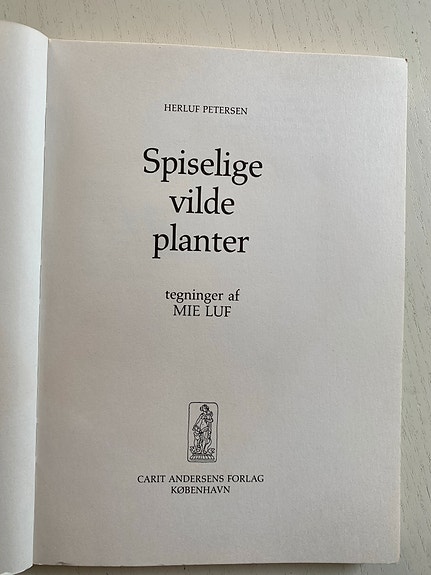 HERLUF PETERSEN
Spiselige
vilde
planter
tegninger af
MIE LUF
CARIT ANDERSENS FORLAG
KØBENHAVN